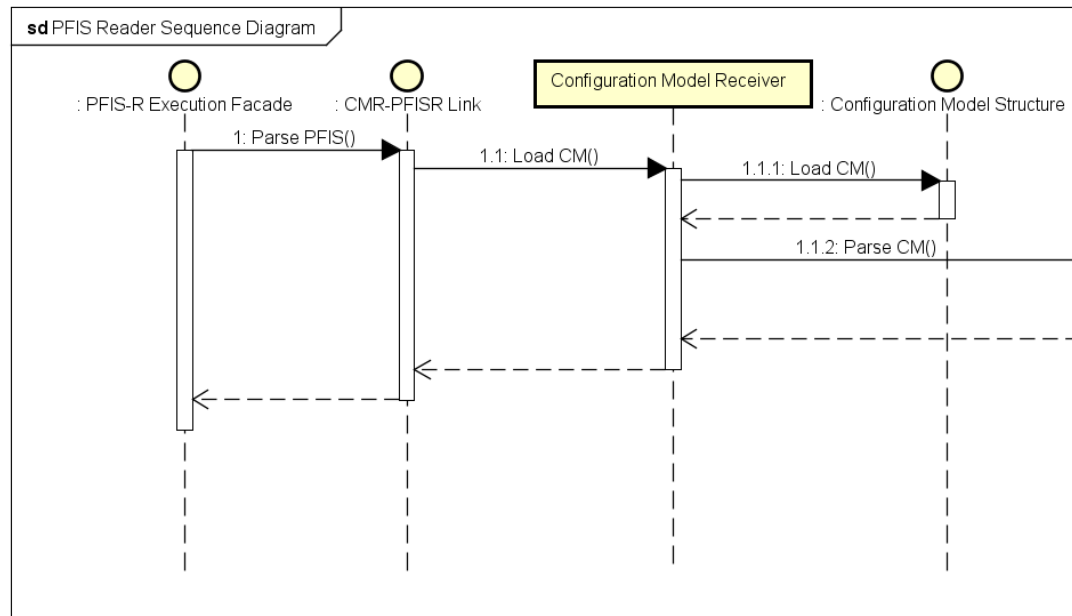 sd PFIS Reader Sequence Diagram
: PFIS-R Execution Facade
: CMR-PFISR Link
Configuration Model Receiver
: Configuration Model Structure
1: Parse PFIS()
1.1: Load CM()
1.1.1: Load CM()
1.1.2: Parse CM()